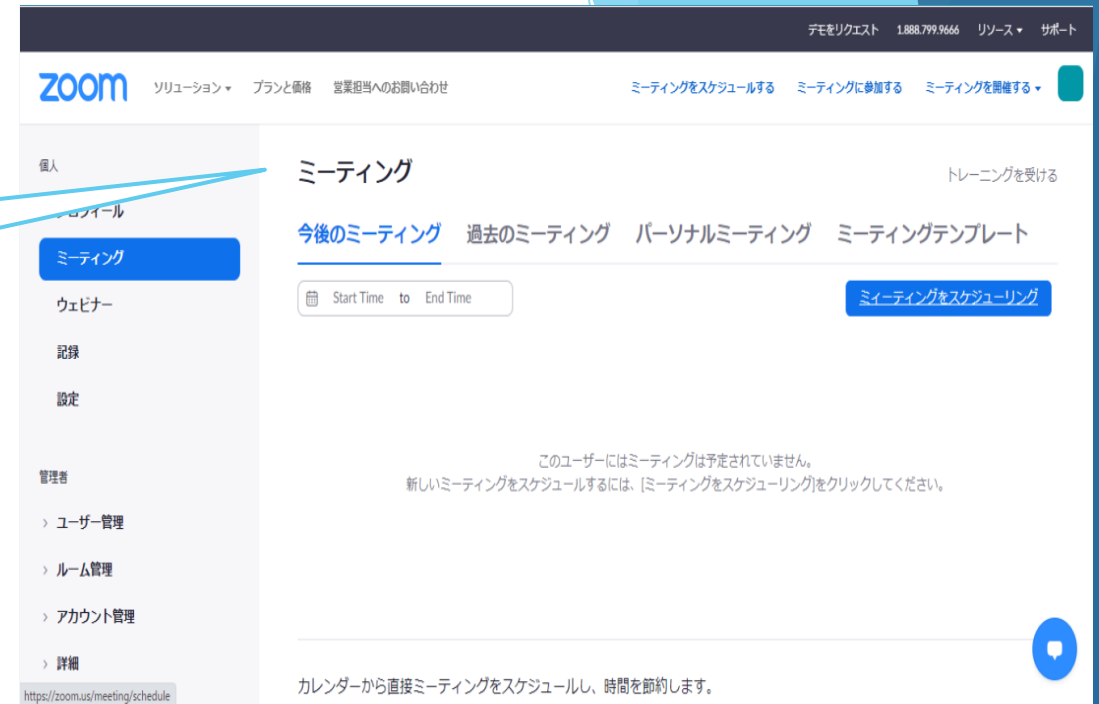 デモをリクエスト 1.888.799.9666 リソース サポート
zoom ソリューション プランと価格 営業担当へのお問い合わせ ミーティングをスケジュールする ミーティングに参加する ミーティングを開催する
個人
ミーティング トレーニングを受ける
プロフィール
今後のミーティング 過去のミーティング パーソナルミーティング ミーティングテンプレート
ミーティング
ウェビナー Start Time to End Time ミィーティングをスケジューリング
記録
設定
このユーザーにはミーティングは予定されていません。
管理者
新しいミーティングをスケジュールするには、[ミーティングをスケジューリング]をクリックしてください。
ユーザー管理
ルーム管理
アカウント管理
詳細
カレンダーから直接ミーティングをスケジュールし、時間を節約します。
https://zoom.us/meeting/schedule